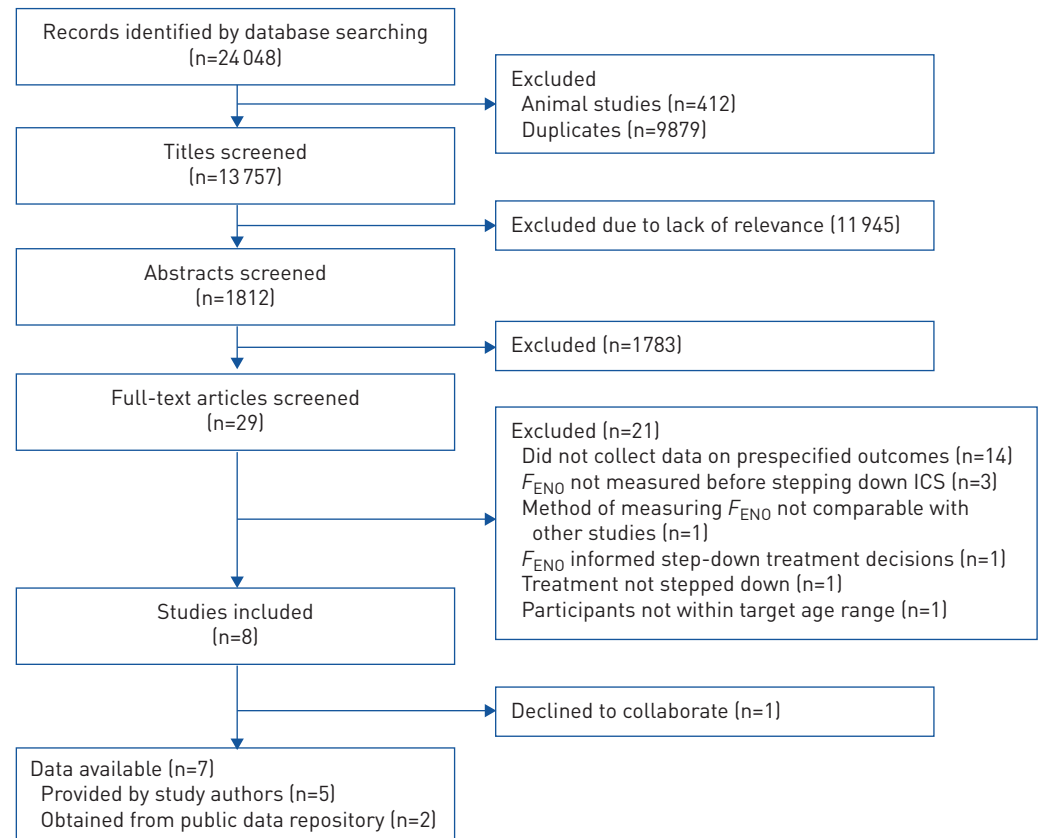 Records identified by database searching
(n=24 048)
Excluded
Animal studies (n=412)
Duplicates (n=9879)
Titles screened
(n=13 757)
Excluded due to lack of relevance (11 945)
Abstracts screened
(n=1812)
Excluded (n=1783)
Full-text articles screened
(n=29)
Excluded (n=21)
Did not collect data on prespecified outcomes (n=14)
FENO not measured before stepping down ICS (n=3)
Method of measuring FENO not comparable with
other studies (n=1)
FENO informed step-down treatment decisions (n=1)
Treatment not stepped down (n=1)
Participants not within target age range (n=1)
Studies included
(n=8)
Declined to collaborate (n=1)
Data available (n=7)
Provided by study authors (n=5)
Obtained from public data repository (n=2)